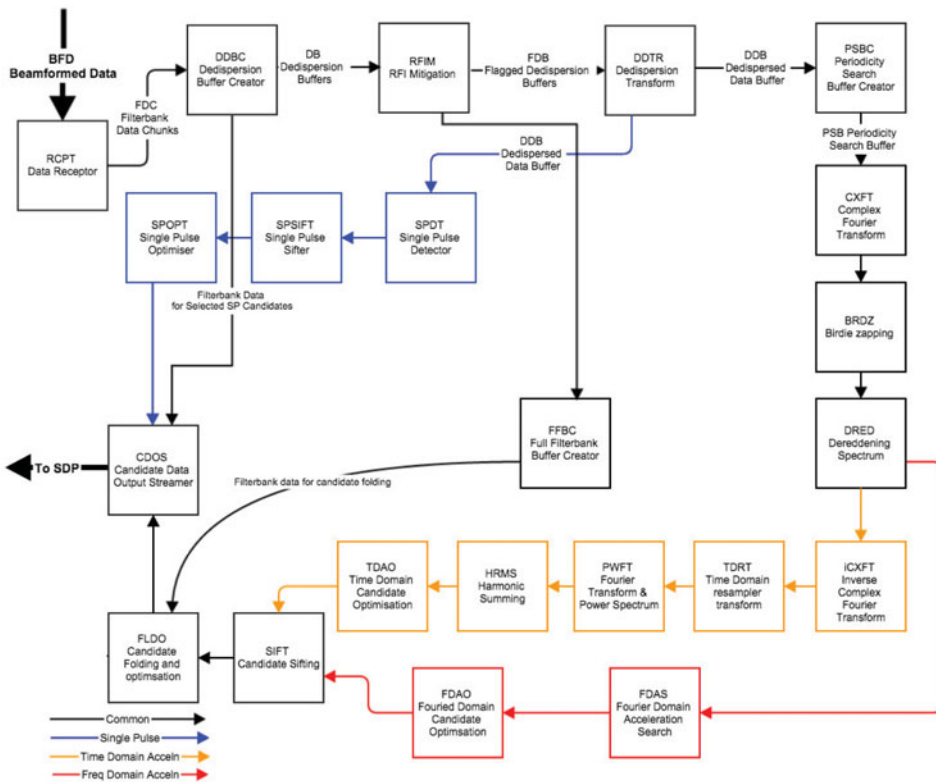 BFD
Beamformed Data
FDC
Filterbank
Data Chunks
RCPT
Data Receptor
DDBC
Dedispersion
Buffer Creator
DB
Dedispersion
Buffers
RFIM
RFI Mitigation
FDB
Flagged Dedispersion
Buffers
DDTR
Dedispersion
Transform
DDB
Dedispersed
Data Buffer
PSBC
Periodicity
Search
Buffer Creator
PSB Periodicity
Search Buffer
DDB
Dedispersed
Data Buffer
SPOPT
Single Pulse
Optimiser
SPSIFT
Single Pulse
Sifter
SPDT
Single Pulse
Detector
CXFT
Complex
Fourier
Transform
Filterbank Data
for Selected SP Candidates
BRDZ
Birdie zapping
CDOS
Candidate Data
Output Streamer
To SDP
FFBC
Full Filterbank
Buffer Creator
DRED
Dereddening
Spectrum
Filterbank data for candidate folding
TDAO
Time Domain
Candidate
Optimisation
HRMS
Harmonic
Summing
PWFT
Fourier
Transform &
Power Spectrum
TDRT
Time Domain
resampler
transform
iCXFT
Inverse
Complex
Fourier
Transform
FLDO
Candidate
Folding and
optimsation
SIFT
Candidate Sifting
FDAO
Fouried Domain
Candidate
Optimsation
FDAS
Fourier Domain
Acceleration
Search
Common
Single Pulse
Time Domain Acceln
Freq Domain Acceln